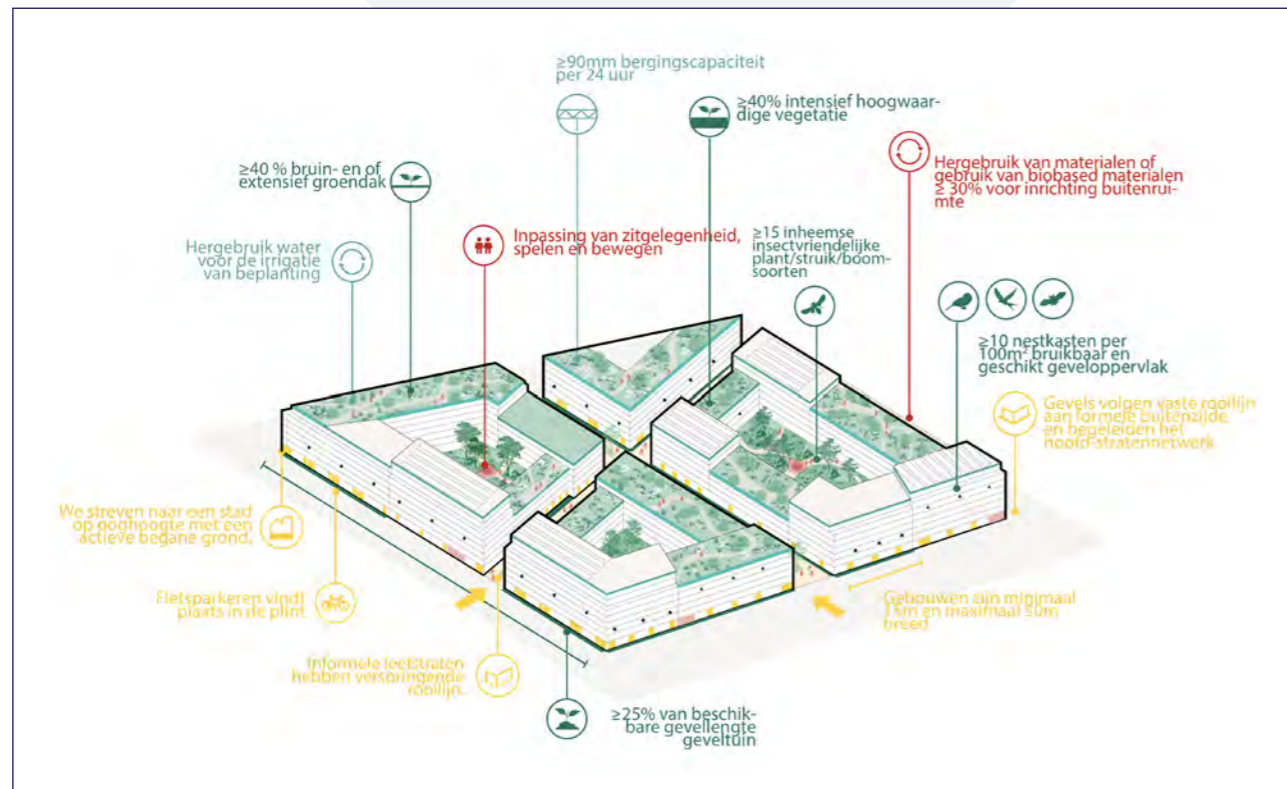 ≥90mm bergingscapaciteit
per 24 uur
≥40% intensief hoogwaar-
dige vegetatie
≥40 % bruin- en of
extensief groendak
Hergebruik van materialen of
gebruik van biobased materialen
≥ 30% voor inrichting buitenrui-
mte
Inpassing van zitgelegenheid,
spelen en bewegen
≥15 inheemse
insectvriendelijke
plant/struik/boom-
soorten
Hergebruik water
voor de irrigatie
van beplanting
≥10 nestkasten per
100m² bruikbaar en
geschikt geveloppervlak
Gevels volgen vaste rooilijn
aan formele buitenzijde
en begeleiden het
hoofd-stratennetwerk
We streven naar een stad
op ooghoogte met een
actieve begane grond.
Fietsparkeren vindt
plaats in de plint
Gebouwen zijn minimaal
en maximaal 50m
breed
Informele leefstraten
hebben verspringende
rooilijn.
≥25% van beschik-
bare gevellengte
geveltuin